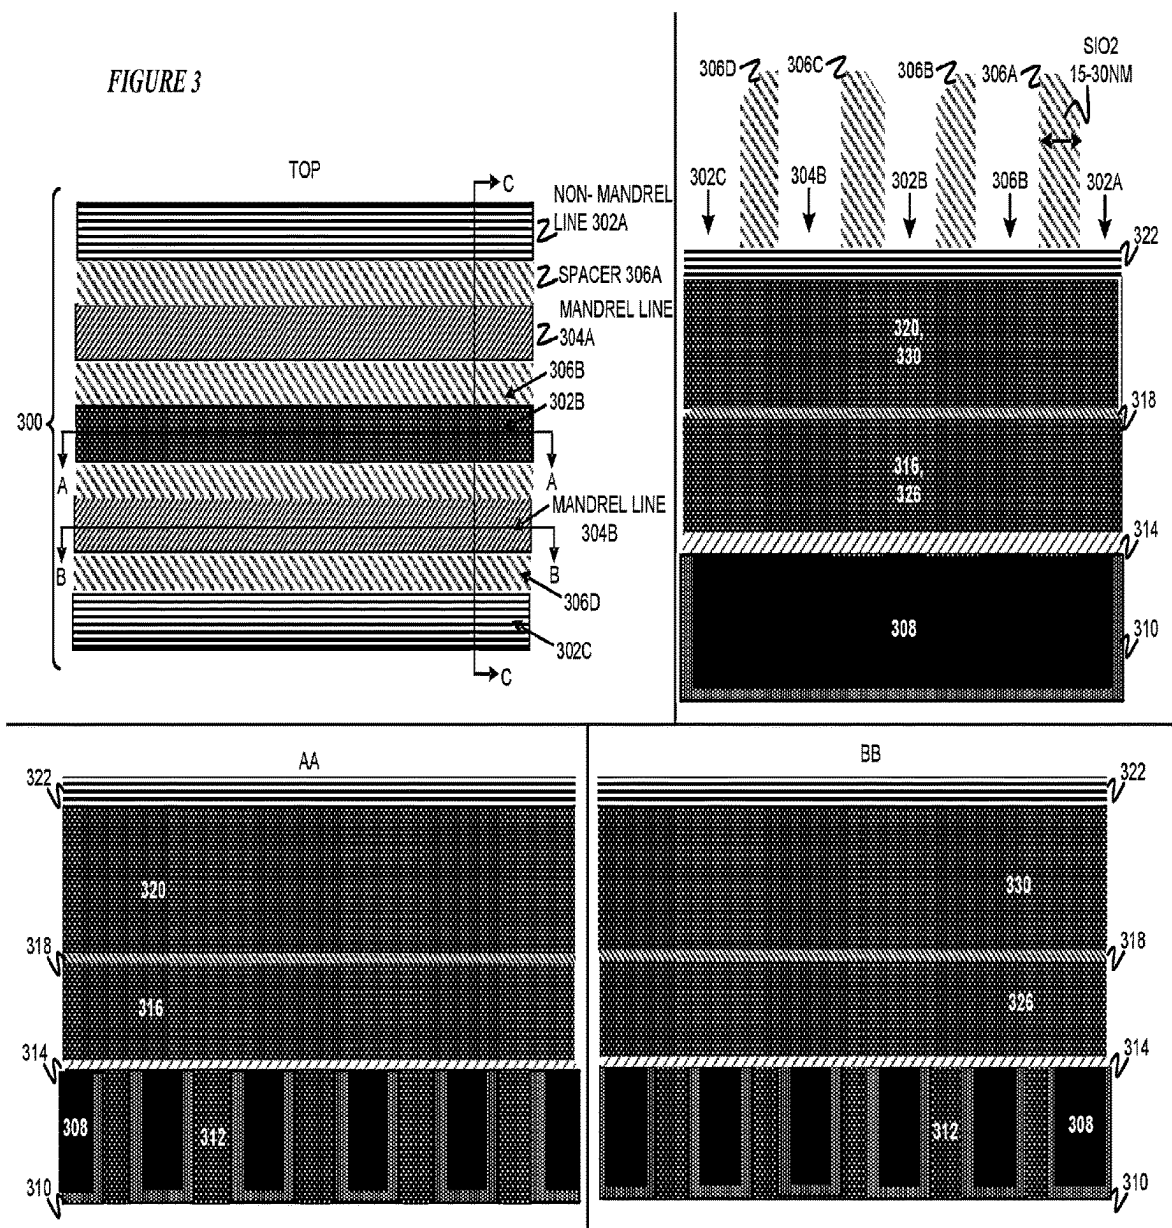 FIGURE 3
TOP
C
NON- MANDREL
LINE 302A
SPACER 306A
MANDREL LINE
304A
306B
302B
300
A
A
MANDREL LINE
304B
B
B
306D
302C
C
306D
306C
306B
306A
SIO2
15-30NM
302C
304B
302B
306B
302A
322
320
330
318
316
326
314
308
310
AA
322
320
318
316
314
308
312
310
BB
322
330
318
326
314
312
308
310